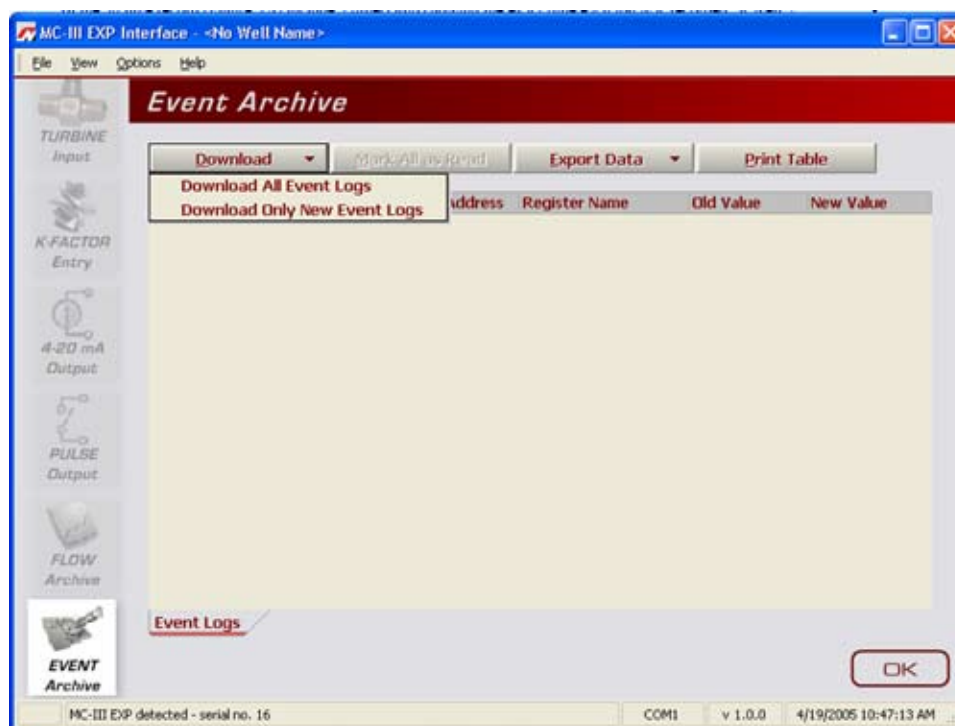 MC-III EXP Interface - <No Well Name>
File View Options Help
Event Archive
TURBINE
Input
K-FACTOR
Entry
4-20 mA
Output
PULSE
Output
FLOW
Archive
EVENT
Archive
Download Mark All as Read Export Data Print Table
Download All Event Logs
Download Only New Event Logs
Address Register Name Old Value New Value
Event Logs
OK
MC-III EXP detected - serial no. 16 COM1 v 1.0.0 4/19/2005 10:47:13 AM